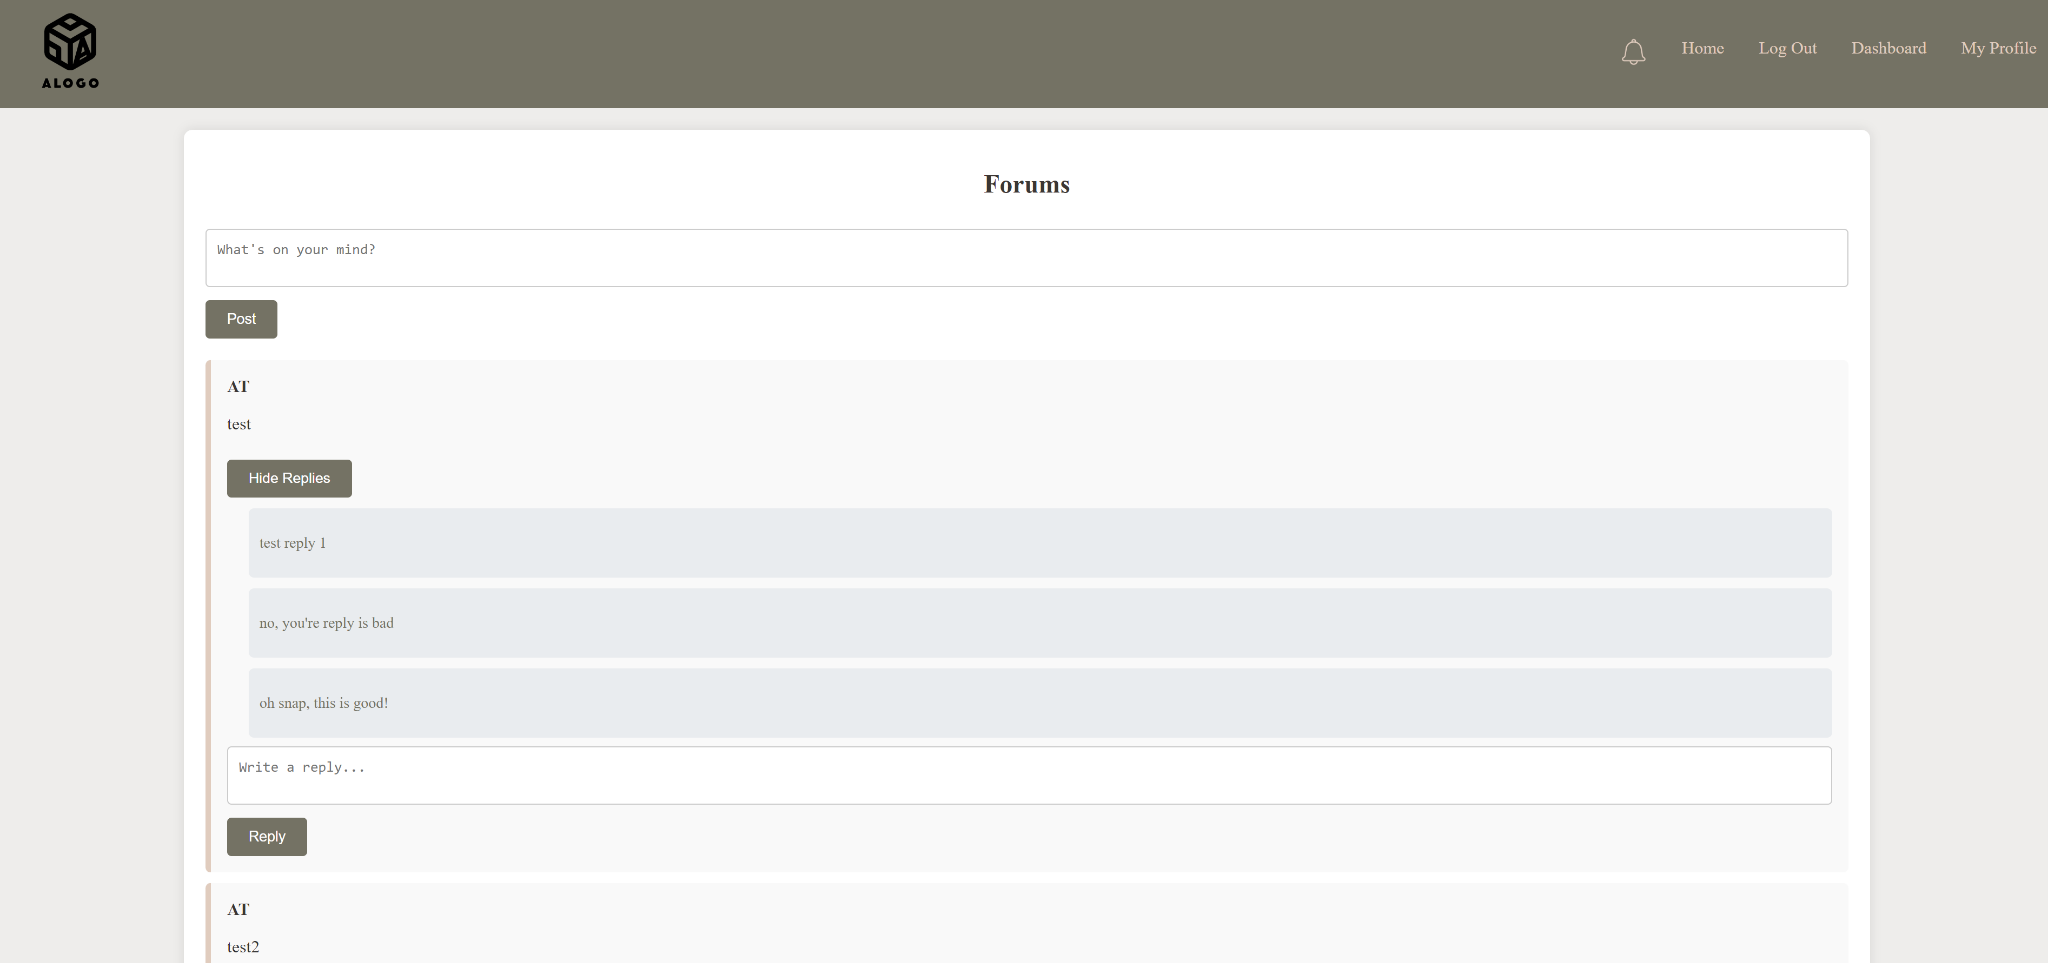 ALOGO
Home Log Out Dashboard My Profile
Forums
What's on your mind?
Post
AT
test
Hide Replies
test reply 1
no, you're reply is bad
oh snap, this is good!
Write a reply...
Reply
AT
test2